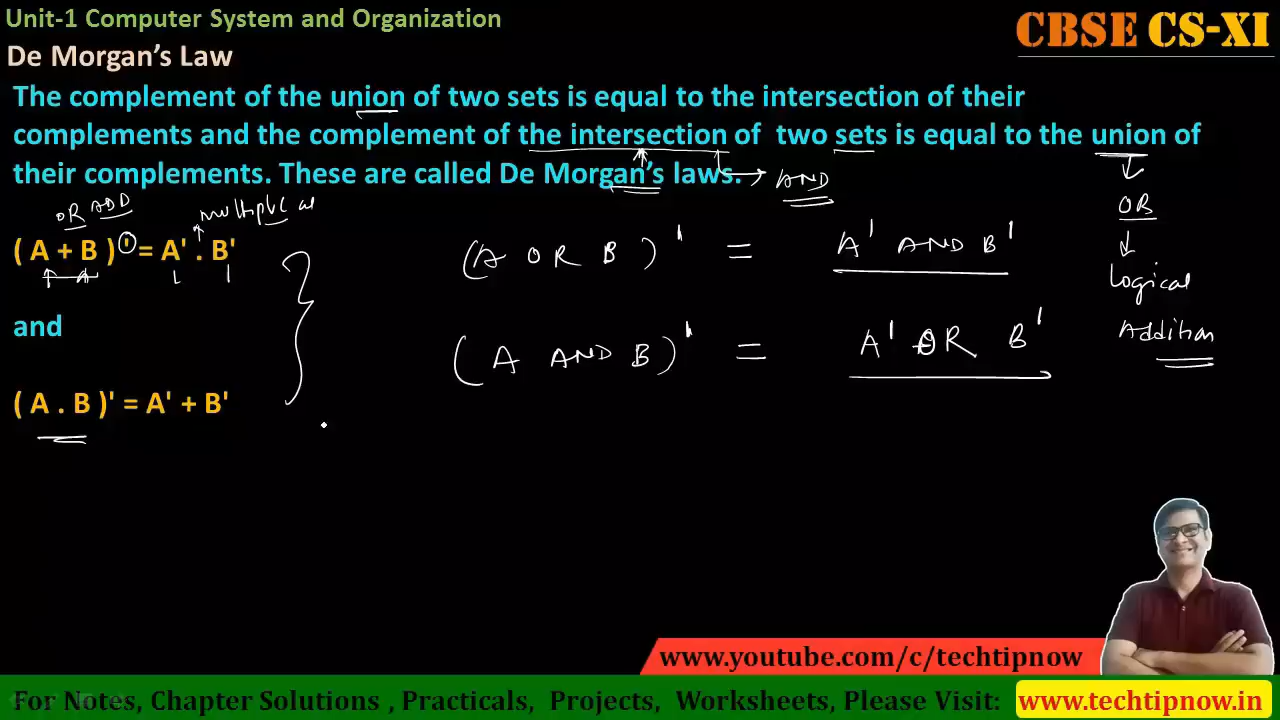 Unit-1 Computer System and Organization
CBSE CS-XI
De Morgan's Law
The complement of the union of two sets is equal to the intersection of their
complements and the complement of the intersection of two sets is equal to the union of
their complements. These are called De Morgan's laws.
AND
OR ADD
OR
( A + B )' = A' . B'
(A OR B)' = A' AND B'
Logical
Addition
and
(A AND B)' = A' OR B'
( A . B )' = A' + B'
www.youtube.com/c/techtipnow
For Notes, Chapter Solutions , Practicals, Projects, Worksheets, Please Visit: www.techtipnow.in